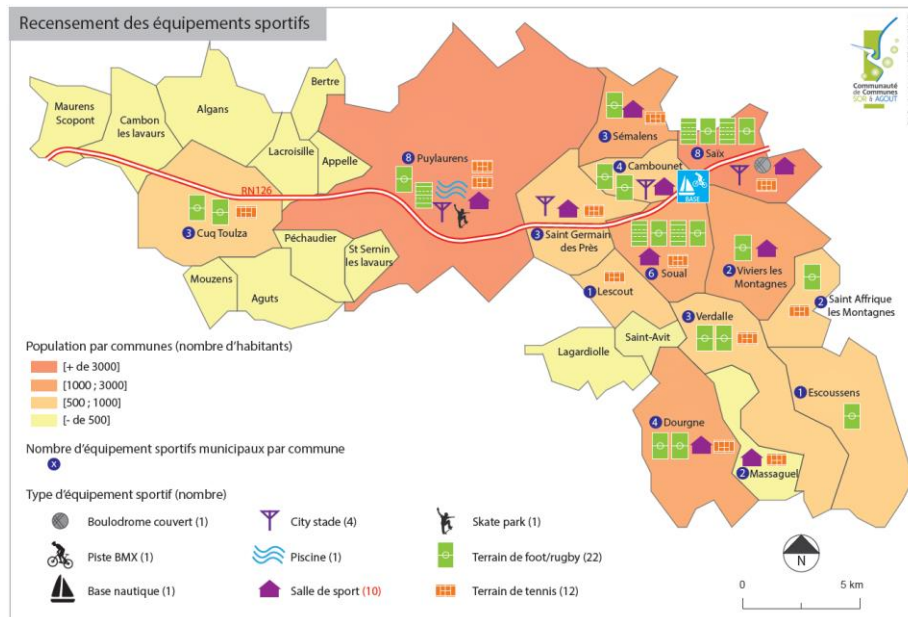 Recensement des équipements sportifs
Communauté
de Communes
SOR & AGOUT
Bertre
Maurens
Scopont
Cambon
les lavaurs
Algans
Lacroisille
Appelle
8 Puylaurens
3 Sémalens
8 Saïx
4 Cambounet
BASE
RN126
3 Cuq Toulza
Péchaudier
St Sernin
les lavaurs
Mouzens
Aguts
3 Saint Germain
des Près
6 Soual
2 Viviers les
Montagnes
1 Lescout
2 Saint Affrique
les Montagnes
3 Verdalle
Saint-Avit
Lagardiolle
1 Escoussens
4 Dourgne
2 Massaguel
Population par communes (nombre d'habitants)
[+ de 3000]
[1000 ; 3000]
[500 ; 1000]
[- de 500]
Nombre d'équipement sportifs municipaux par commune
x
Type d'équipement sportif (nombre)
Boulodrome couvert (1)
City stade (4)
Skate park (1)
Piste BMX (1)
Piscine (1)
Terrain de foot/rugby (22)
Base nautique (1)
Salle de sport (10)
Terrain de tennis (12)
N
0 5 km